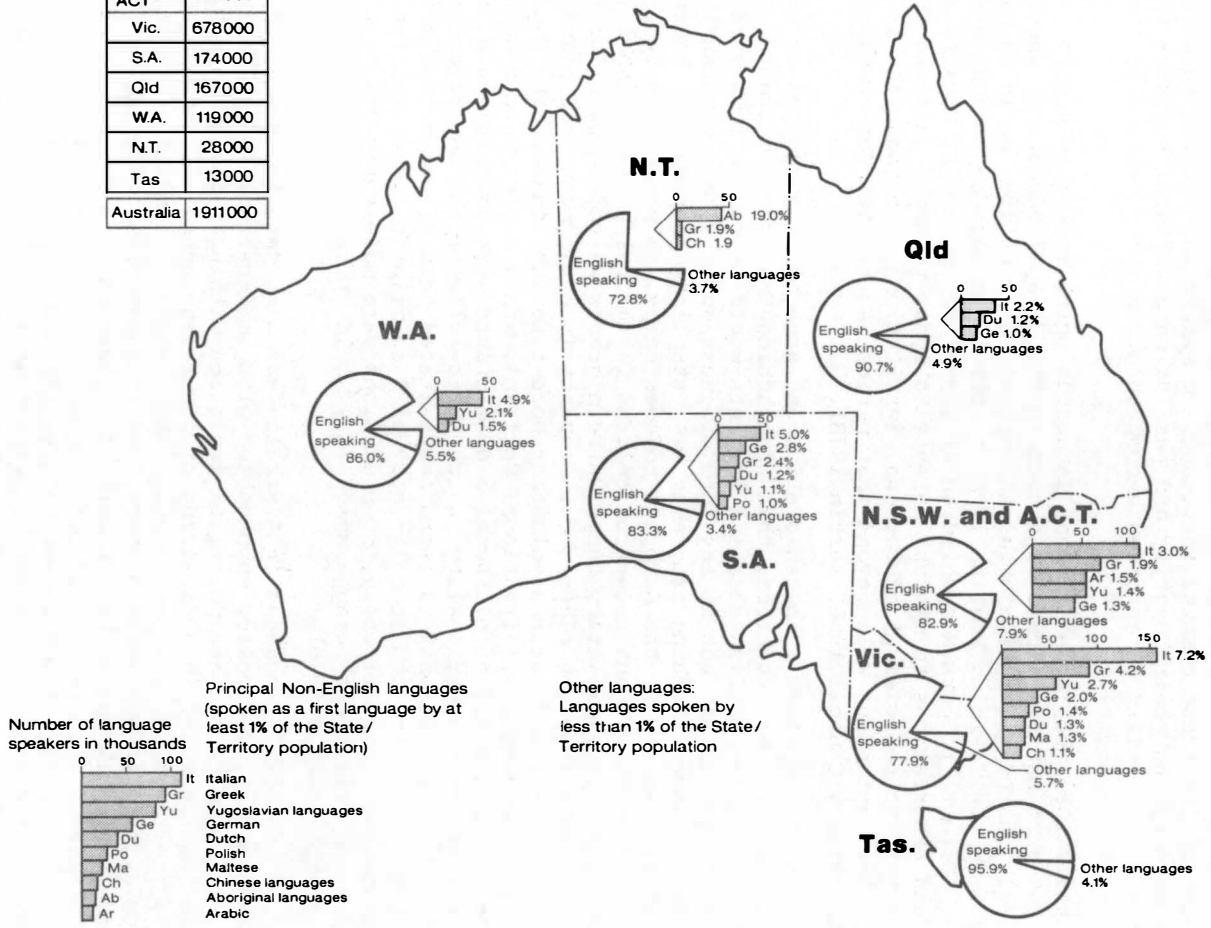 ACT
Vic. 678000
S.A. 174000
Qld 167000
W.A. 119000
N.T. 28000
Tas 13000
Australia 1911000
N.T.
0 50
Ab 19.0%
Gr 1.9%
Ch 1.9
English
speaking
72.8%
Other languages
3.7%
Qld
0 50
It 2.2%
Du 1.2%
Ge 1.0%
English
speaking
90.7%
Other languages
4.9%
W.A.
0 50
It 4.9%
Yu 2.1%
Du 1.5%
English
speaking
86.0%
Other languages
5.5%
0 50
It 5.0%
Ge 2.8%
Gr 2.4%
Du 1.2%
Yu 1.1%
Po 1.0%
English
speaking
83.3%
Other languages
3.4%
S.A.
N.S.W. and A.C.T.
0 50 100
It 3.0%
Gr 1.9%
Ar 1.5%
Yu 1.4%
Ge 1.3%
English
speaking
82.9%
Other languages
7.9%
Vic.
50 100 150
It 7.2%
Gr 4.2%
Yu 2.7%
Ge 2.0%
Po 1.4%
Du 1.3%
Ma 1.3%
Ch 1.1%
English
speaking
77.9%
Other languages
5.7%
Tas.
English
speaking
95.9%
Other languages
4.1%
Principal Non-English languages
(spoken as a first language by at
least 1% of the State/
Territory population)
Other languages:
Languages spoken by
less than 1% of the State/
Territory population
Number of language
speakers in thousands
0 50 100
It Italian
Gr Greek
Yu Yugoslavian languages
Ge German
Du Dutch
Po Polish
Ma Maltese
Ch Chinese languages
Ab Aboriginal languages
Ar Arabic